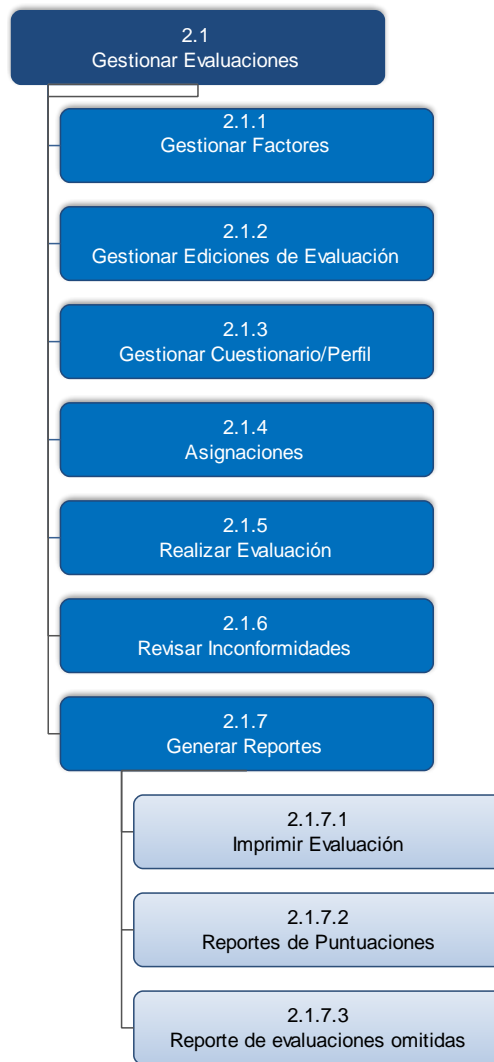 2.1
Gestionar Evaluaciones
2.1.1
Gestionar Factores
2.1.2
Gestionar Ediciones de Evaluación
2.1.3
Gestionar Cuestionario/Perfil
2.1.4
Asignaciones
2.1.5
Realizar Evaluación
2.1.6
Revisar Inconformidades
2.1.7
Generar Reportes
2.1.7.1
Imprimir Evaluación
2.1.7.2
Reportes de Puntuaciones
2.1.7.3
Reporte de evaluaciones omitidas